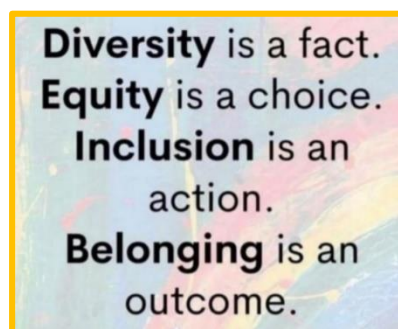 Diversity is a fact.
Equity is a choice.
Inclusion is an
action.
Belonging is an
outcome.